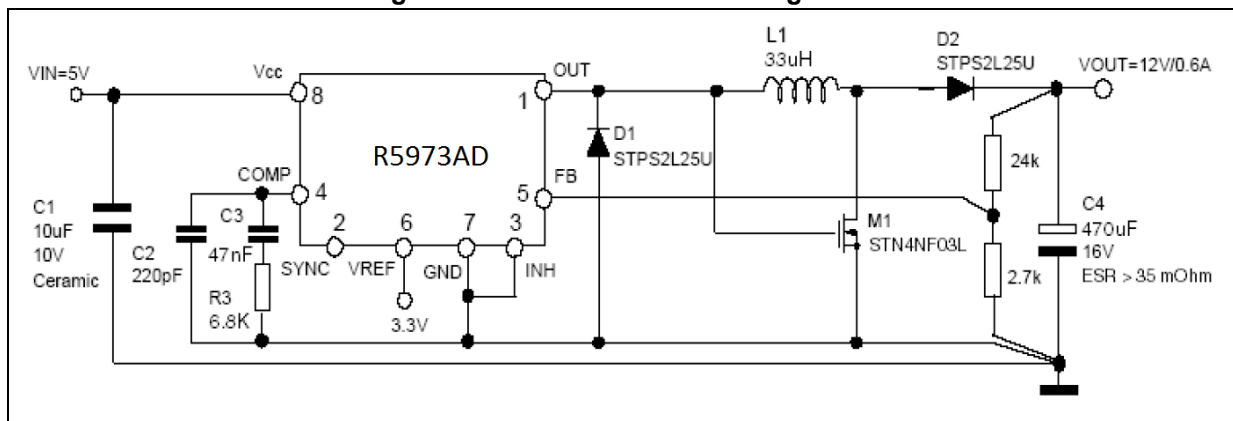 L1
33uH
D2
STPS2L25U
VIN=5V
Vcc
OUT
VOUT=12V/0.6A
8
1
D1
STPS2L25U
R5973AD
24k
COMP
FB
4
5
C1
10uF
10V
Ceramic
C2
220pF
C3
47nF
2
6
7
3
SYNC
VREF
GND
INH
M1
STN4NF03L
C4
470uF
16V
ESR > 35 mOhm
2.7k
R3
6.8K
3.3V